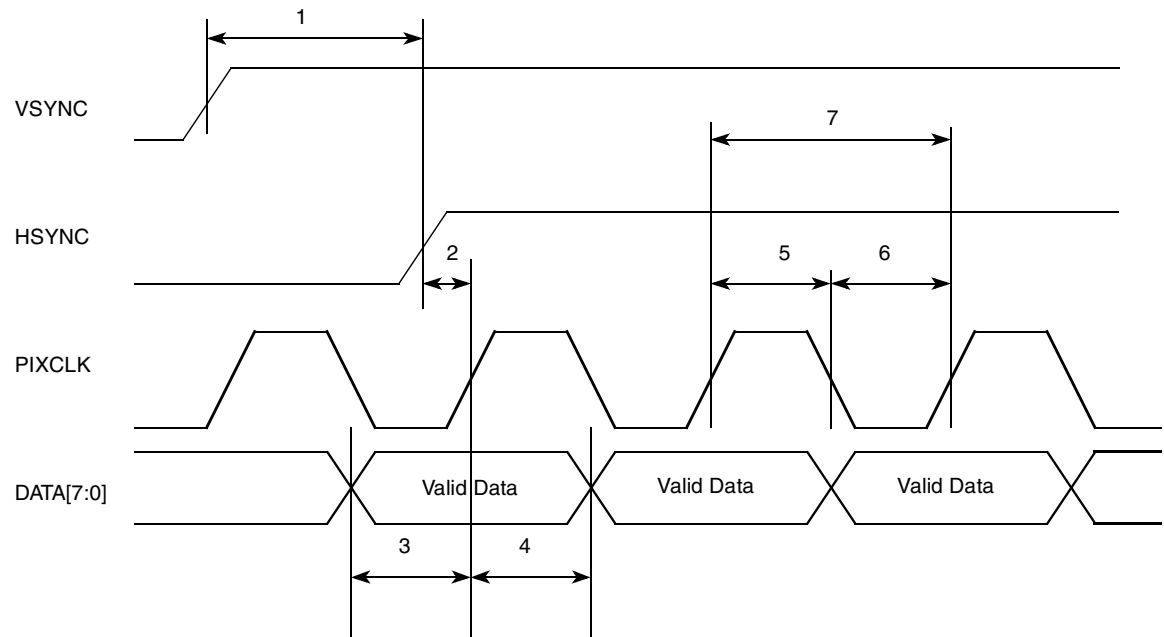 1
VSYNC
7
HSYNC
2
5
6
PIXCLK
DATA[7:0]
Valid Data
Valid Data
Valid Data
3
4